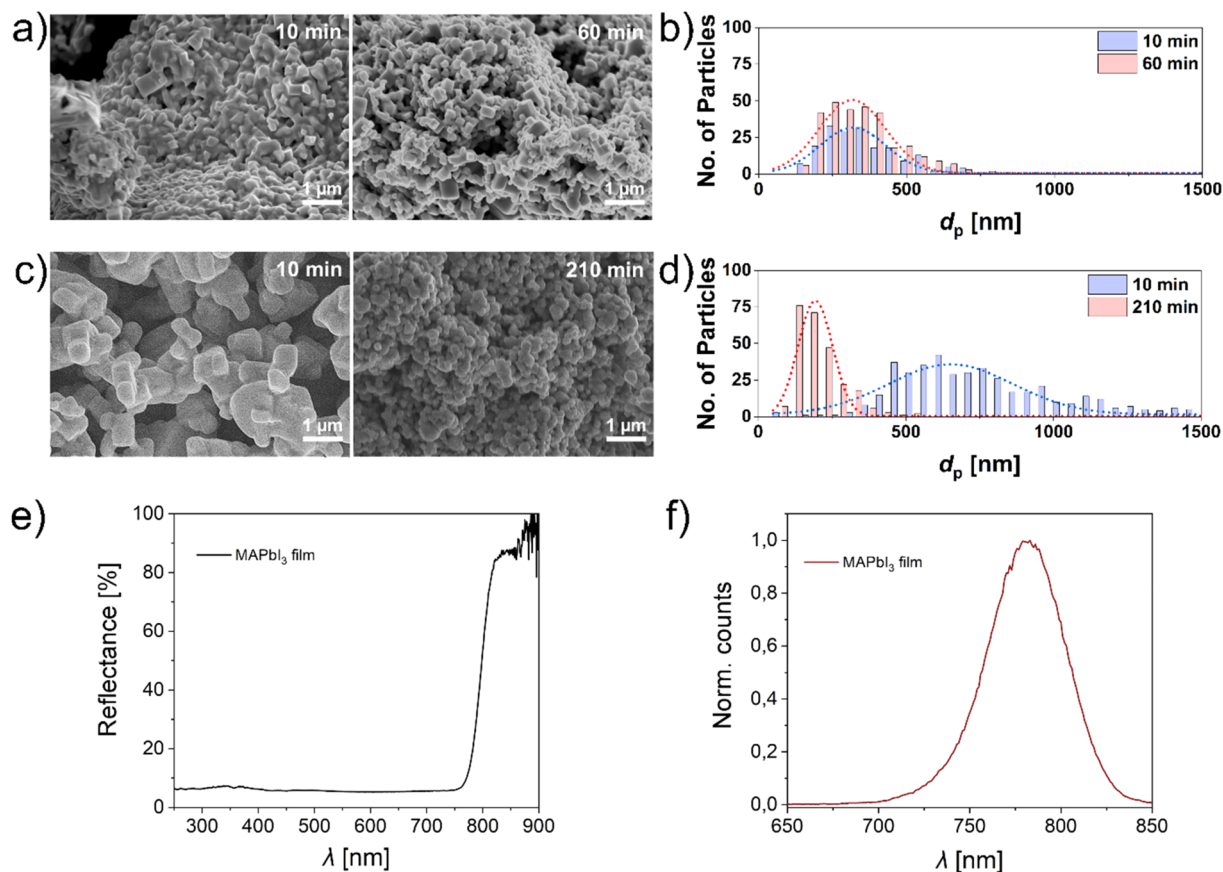 a)
10 min
1 µm
60 min
1 µm
b)
No. of Particles
100
75
50
25
0
10 min
60 min
0
500
1000
1500
dp [nm]
c)
10 min
1 µm
210 min
1 µm
d)
No. of Particles
100
75
50
25
0
10 min
210 min
0
500
1000
1500
dp [nm]
e)
Reflectance [%]
100
80
60
40
20
0
MAPbI3 film
300 400 500 600 700 800 900
λ [nm]
f)
Norm. counts
1,0
0,8
0,6
0,4
0,2
0,0
MAPbI3 film
650 700 750 800 850
λ [nm]